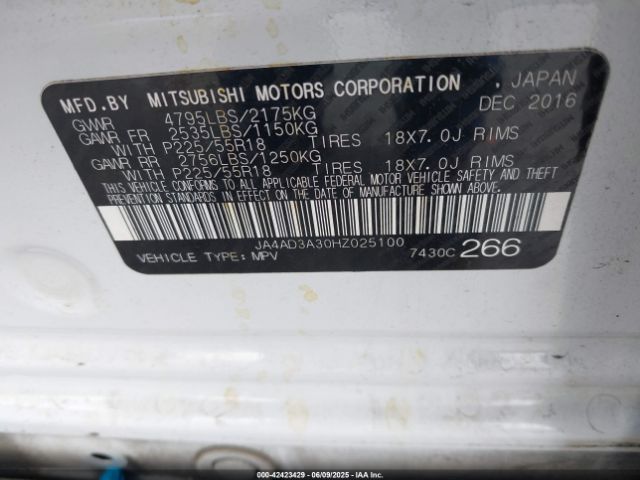 MFD.BY MITSUBISHI MOTORS CORPORATION , JAPAN
GVWR 4795LBS/2175KG DEC 2016
GAWR FR 2535LBS/1150KG
WITH P225/55R18 TIRES 18X7.0J RIMS
GAWR RR 2756LBS/1250KG
WITH P225/55R18 TIRES 18X7.0J RIMS
THIS VEHICLE CONFORMS TO ALL APPLICABLE FEDERAL MOTOR VEHICLE SAFETY AND
THEFT PREVENTION STANDARDS IN EFFECT ON THE DATE OF MANUFACTURE SHOWN ABOVE.
JA4AD3A30HZ025100
VEHICLE TYPE: MPV 7430C 266
000-42423429 - 06/09/2025 - IAAI.COM